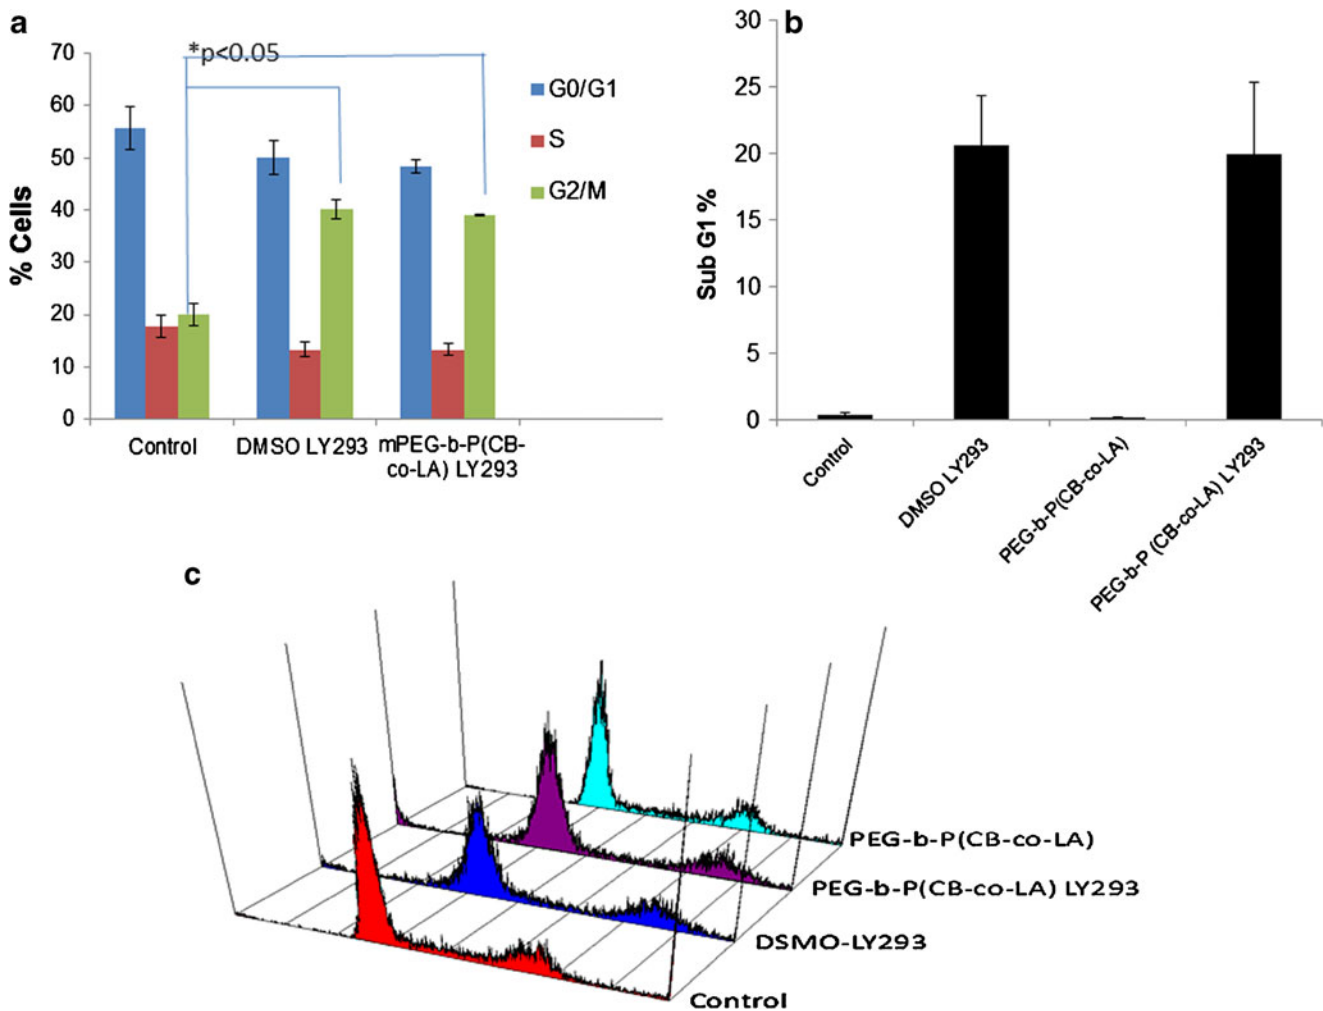 a
70
60
50
40
30
20
10
0
% Cells
*p<0.05
G0/G1
S
G2/M
Control
DMSO LY293
mPEG-b-P(CB-
co-LA) LY293
b
30
25
20
15
10
5
0
Sub G1 %
Control
DMSO LY293
PEG-b-P(CB-co-LA)
PEG-b-P (CB-co-LA) LY293
c
PEG-b-P(CB-co-LA)
PEG-b-P(CB-co-LA) LY293
DSMO-LY293
Control